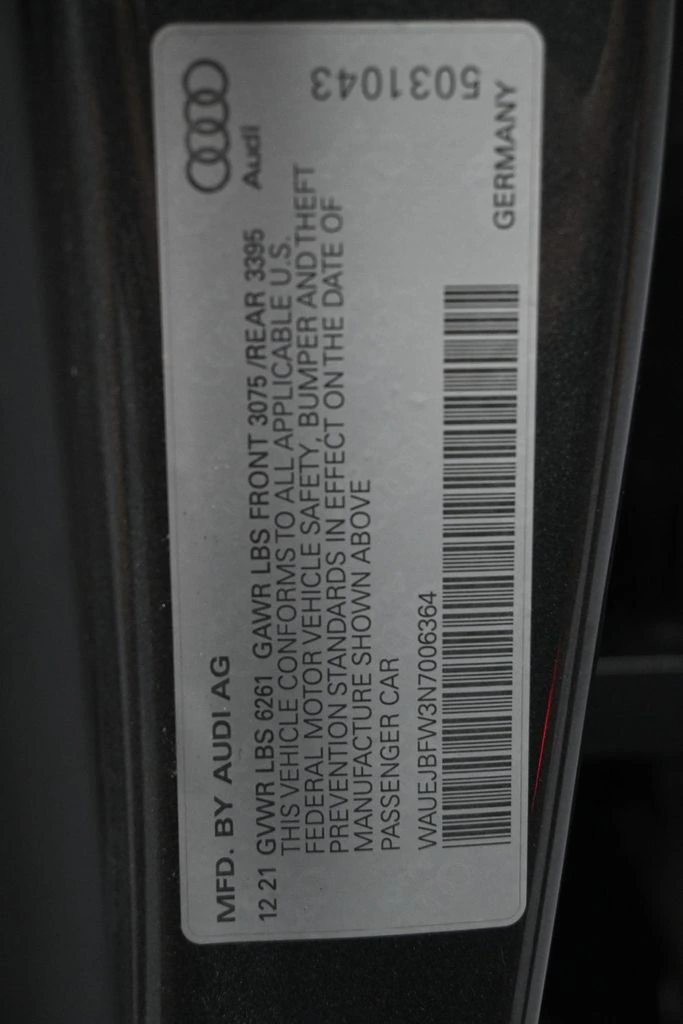 MFD. BY AUDI AG
Audi
12 21 GVWR LBS 6261 GAWR LBS FRONT 3075 /REAR 3395
THIS VEHICLE CONFORMS TO ALL APPLICABLE U.S.
FEDERAL MOTOR VEHICLE SAFETY, BUMPER AND THEFT
PREVENTION STANDARDS IN EFFECT ON THE DATE OF
MANUFACTURE SHOWN ABOVE
PASSENGER CAR
WAUEJBFW3N7006364
GERMANY
5031043